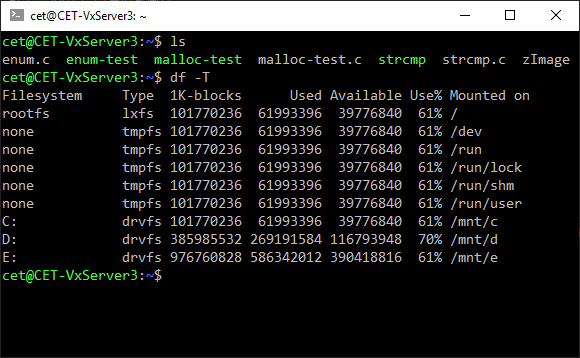 cet@CET-VxServer3: ~
cet@CET-VxServer3:~$ ls
enum.c  enum-test  malloc-test  malloc-test.c  strcmp  strcmp.c  zImage
cet@CET-VxServer3:~$ df -T
Filesystem     Type  1K-blocks      Used Available Use% Mounted on
rootfs         lxfs  101770236  61993396  39776840  61% /
none           tmpfs 101770236  61993396  39776840  61% /dev
none           tmpfs 101770236  61993396  39776840  61% /run
none           tmpfs 101770236  61993396  39776840  61% /run/lock
none           tmpfs 101770236  61993396  39776840  61% /run/shm
none           tmpfs 101770236  61993396  39776840  61% /run/user
C:             drvfs 101770236  61993396  39776840  61% /mnt/c
D:             drvfs 385985532 269191584 116793948  70% /mnt/d
E:             drvfs 976760828 586342012 390418816  61% /mnt/e
cet@CET-VxServer3:~$